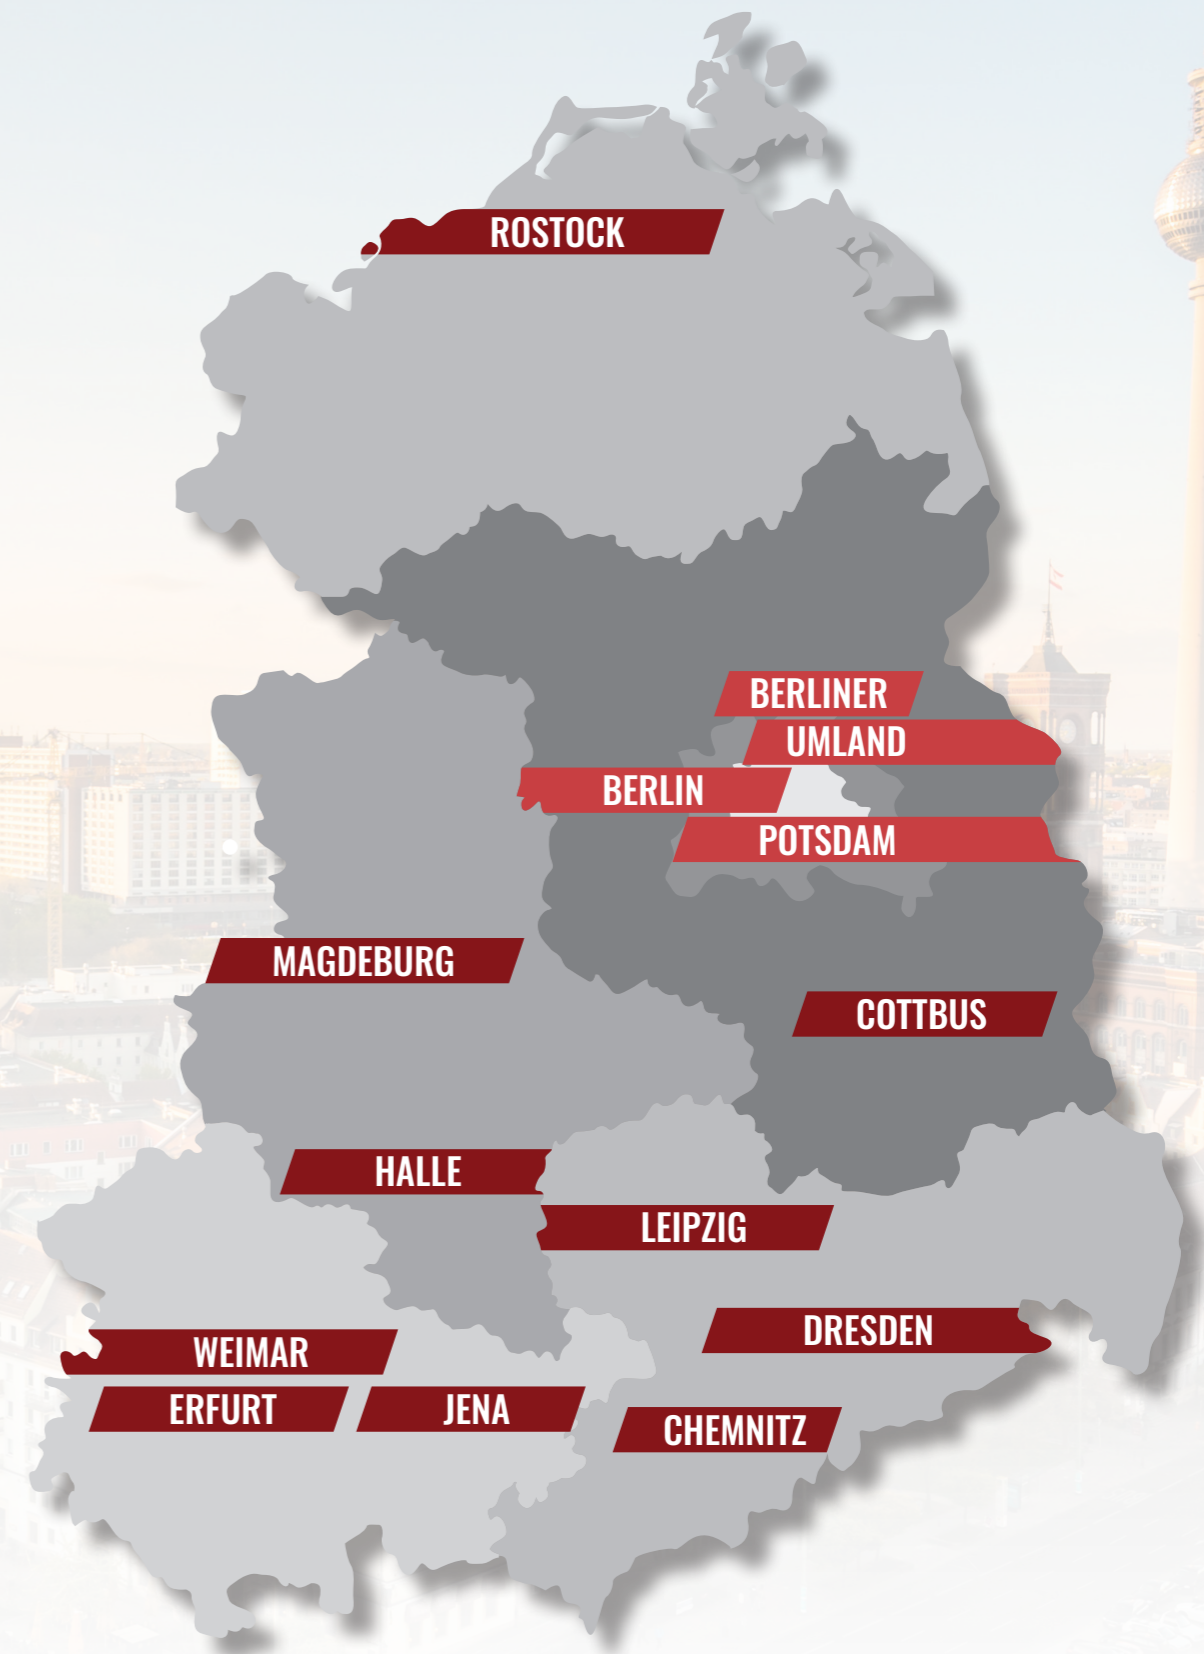 ROSTOCK
BERLINER
UMLAND
BERLIN
POTSDAM
MAGDEBURG
COTTBUS
HALLE
LEIPZIG
DRESDEN
WEIMAR
ERFURT
JENA
CHEMNITZ